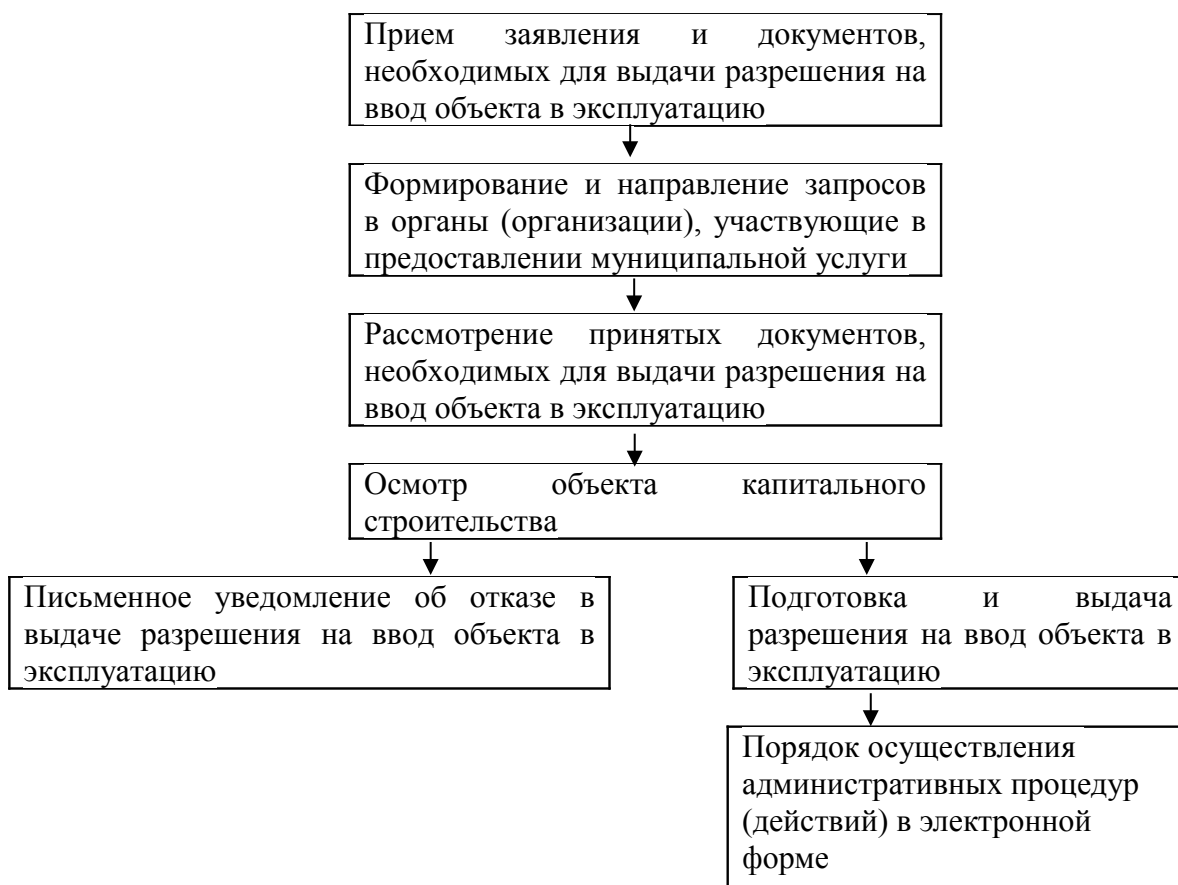 Прием заявления и документов,
необходимых для выдачи разрешения на
ввод объекта в эксплуатацию
Формирование и направление запросов
в органы (организации), участвующие в
предоставлении муниципальной услуги
Рассмотрение принятых документов,
необходимых для выдачи разрешения на
ввод объекта в эксплуатацию
Осмотр объекта капитального
строительства
Письменное уведомление об отказе в
выдаче разрешения на ввод объекта в
эксплуатацию
Подготовка и выдача
разрешения на ввод объекта в
эксплуатацию
Порядок осуществления
административных процедур
(действий) в электронной
форме